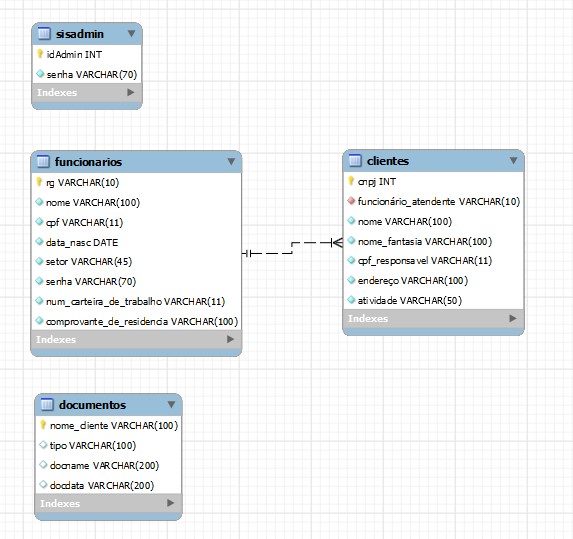 sisadmin
idAdmin INT
senha VARCHAR(70)
Indexes
funcionarios
rg VARCHAR(10)
nome VARCHAR(100)
cpf VARCHAR(11)
data_nasc DATE
setor VARCHAR(45)
senha VARCHAR(70)
num_carteira_de_trabalho VARCHAR(11)
comprovante_de_residencia VARCHAR(100)
Indexes
clientes
cnpj INT
funcionário_atendente VARCHAR(10)
nome VARCHAR(100)
nome_fantasia VARCHAR(100)
cpf_responsavel VARCHAR(11)
endereço VARCHAR(100)
atividade VARCHAR(50)
Indexes
documentos
nome_cliente VARCHAR(100)
tipo VARCHAR(100)
docname VARCHAR(200)
docdata VARCHAR(200)
Indexes